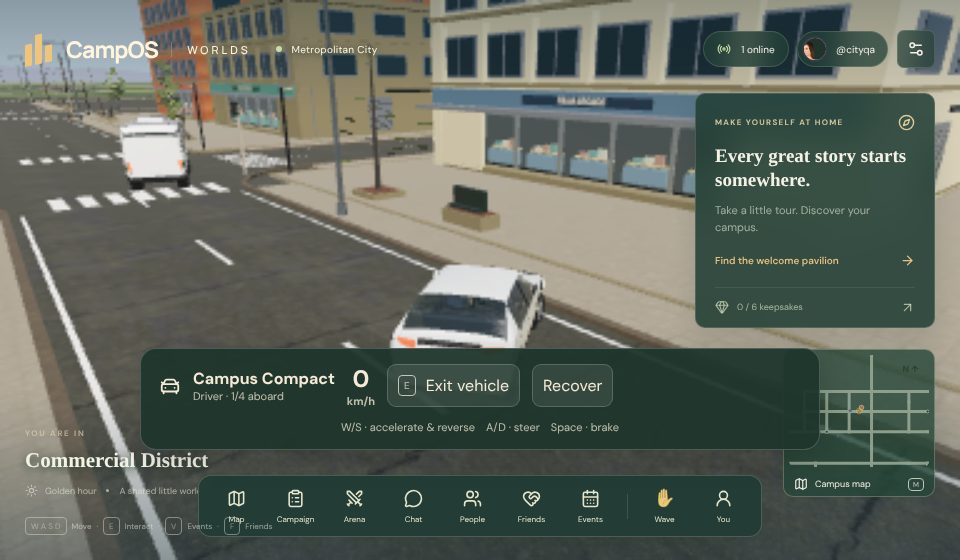 CampOS
WORLDS
Metropolitan City
1 online
@cityqa
MAKE YOURSELF AT HOME
Every great story starts
somewhere.
Take a little tour. Discover your
campus.
Find the welcome pavilion
0 / 6 keepsakes
Campus Compact
Driver · 1/4 aboard
0
km/h
E Exit vehicle
Recover
W/S · accelerate & reverse A/D · steer Space · brake
N
Campus map M
YOU ARE IN
Commercial District
Golden hour • A shared little
WASD Move · E Interact · V Events · F Friends
Map
Campaign
Arena
Chat
People
Friends
Events
Wave
You